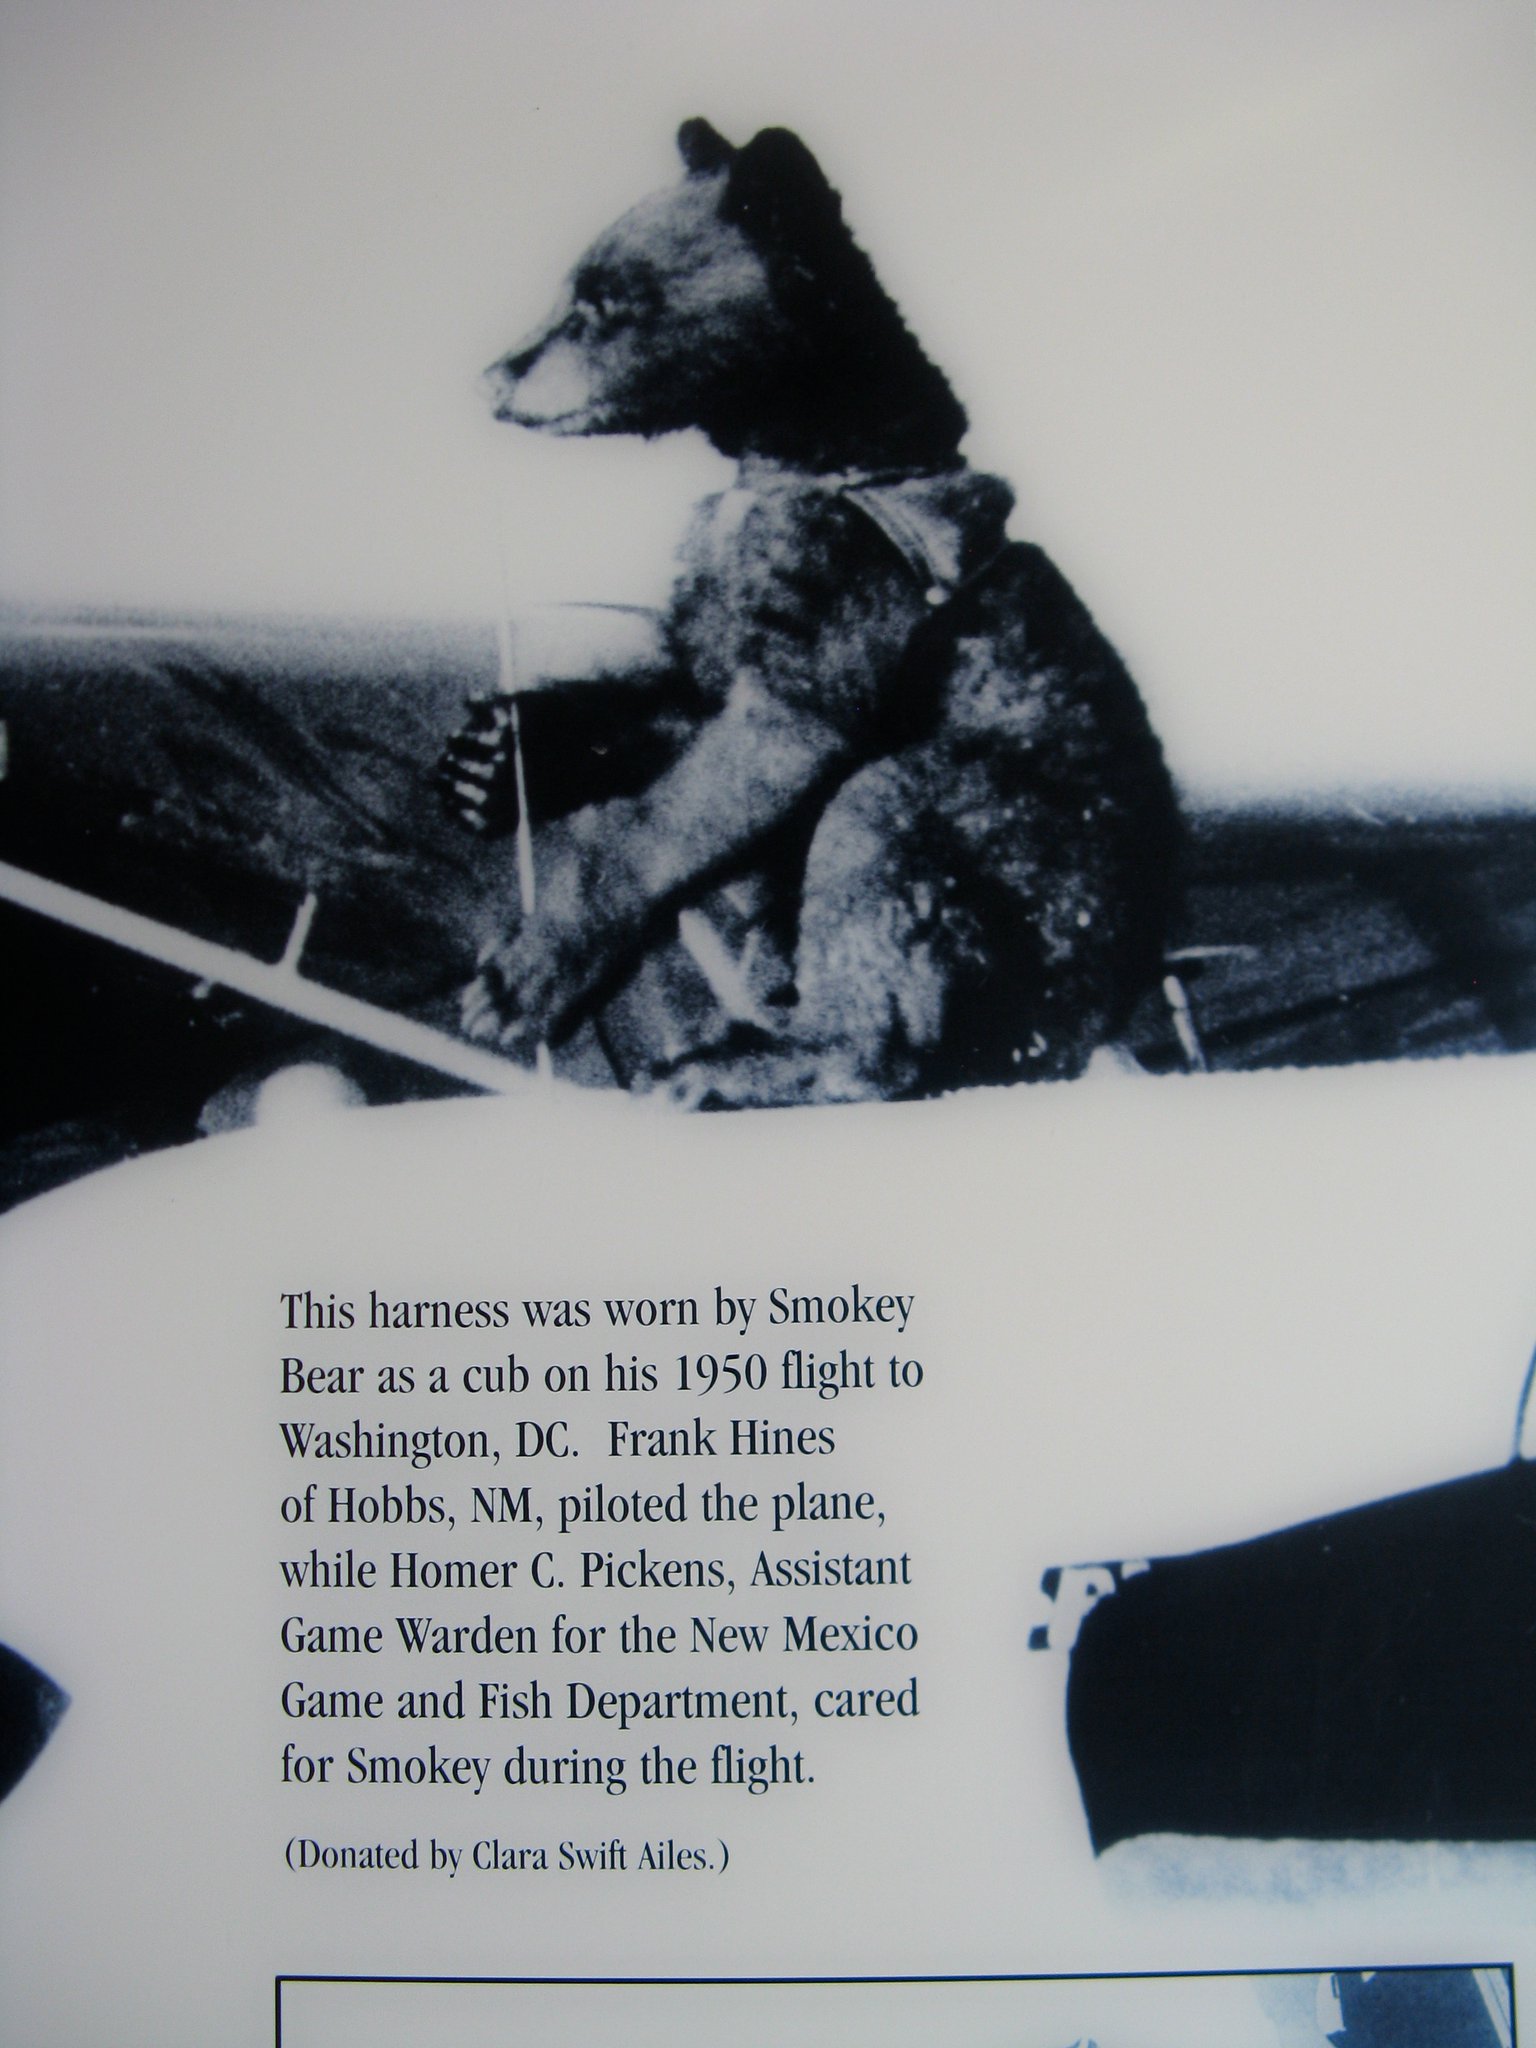 This harness was worn by Smokey
Bear as a cub on his 1950 flight to
Washington, DC. Frank Hines
of Hobbs, NM, piloted the plane,
while Homer C. Pickens, Assistant
Game Warden for the New Mexico
Game and Fish Department, cared
for Smokey during the flight.
(Donated by Clara Swift Ailes.)